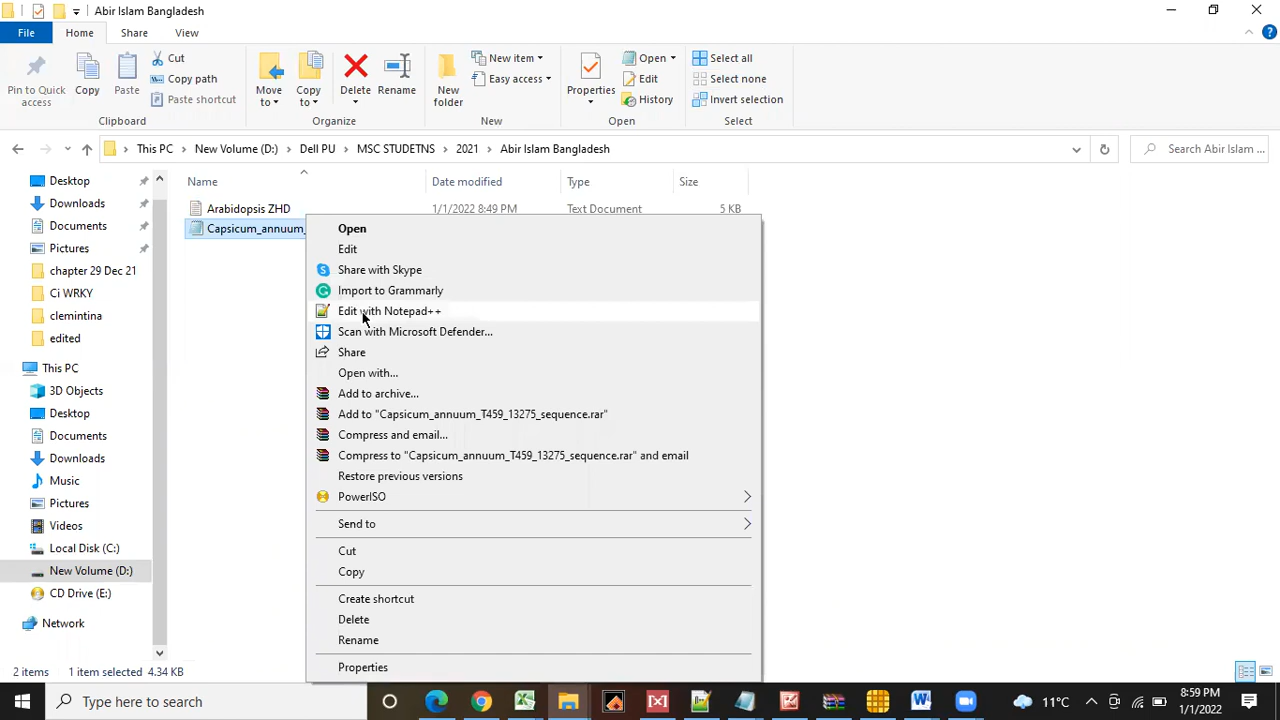 Abir Islam Bangladesh
File Home Share View
Pin to Quick access
Copy
Paste
Cut
Copy path
Paste shortcut
Clipboard
Move to
Copy to
Delete
Rename
Organize
New folder
New item
Easy access
New
Properties
Open
Edit
History
Open
Select all
Select none
Invert selection
Select
This PC New Volume (D:) Dell PU MSC STUDETNS 2021 Abir Islam Bangladesh
Search Abir Islam ...
Name Date modified Type Size
Arabidopsis ZHD 1/1/2022 8:49 PM Text Document 5 KB
Capsicum_annuum_
Desktop
Downloads
Documents
Pictures
chapter 29 Dec 21
Ci WRKY
clemintina
edited
This PC
3D Objects
Desktop
Documents
Downloads
Music
Pictures
Videos
Local Disk (C:)
New Volume (D:)
CD Drive (E:)
Network
Open
Edit
Share with Skype
Import to Grammarly
Edit with Notepad++
Scan with Microsoft Defender...
Share
Open with...
Add to archive...
Add to "Capsicum_annuum_T459_13275_sequence.rar"
Compress and email...
Compress to "Capsicum_annuum_T459_13275_sequence.rar" and email
Restore previous versions
PowerISO
Send to
Cut
Copy
Create shortcut
Delete
Rename
Properties
2 items 1 item selected 4.34 KB
Type here to search
11°C
8:59 PM
1/1/2022